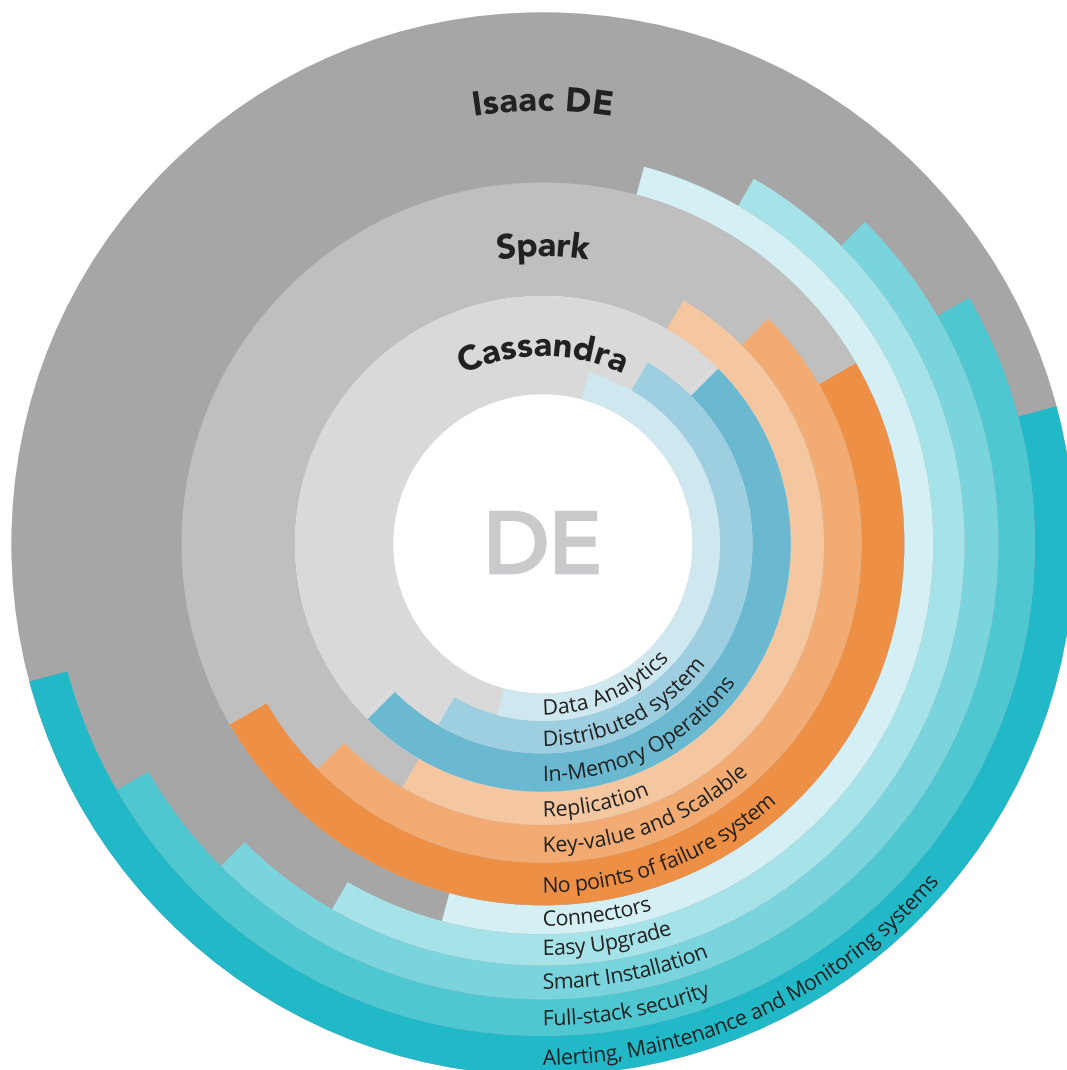 Isaac DE
Spark
Cassandra
DE
Data Analytics
Distributed system
In-Memory Operations
Replication
Key-value and Scalable
No points of failure system
Connectors
Easy Upgrade
Smart Installation
Full-stack security
Alerting, Maintenance and Monitoring systems